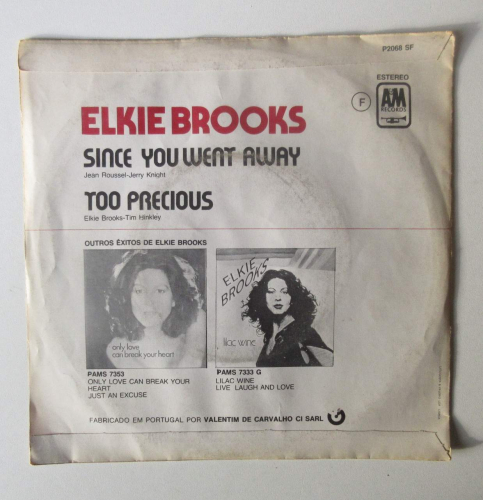 P2068 SF
ESTEREO
F
AM
RECORDS
ELKIE BROOKS
SINCE YOU WENT AWAY
Jean Roussel-Jerry Knight
TOO PRECIOUS
Elkie Brooks-Tim Hinkley
OUTROS ÊXITOS DE ELKIE BROOKS
only love
can break your heart
ELKIE
BROOKS
lilac wine
PAMS 7353
ONLY LOVE CAN BREAK YOUR
HEART
JUST AN EXCUSE
PAMS 7333 G
LILAC WINE
LIVE LAUGH AND LOVE
FABRICADO EM PORTUGAL POR VALENTIM DE CARVALHO CI SARL